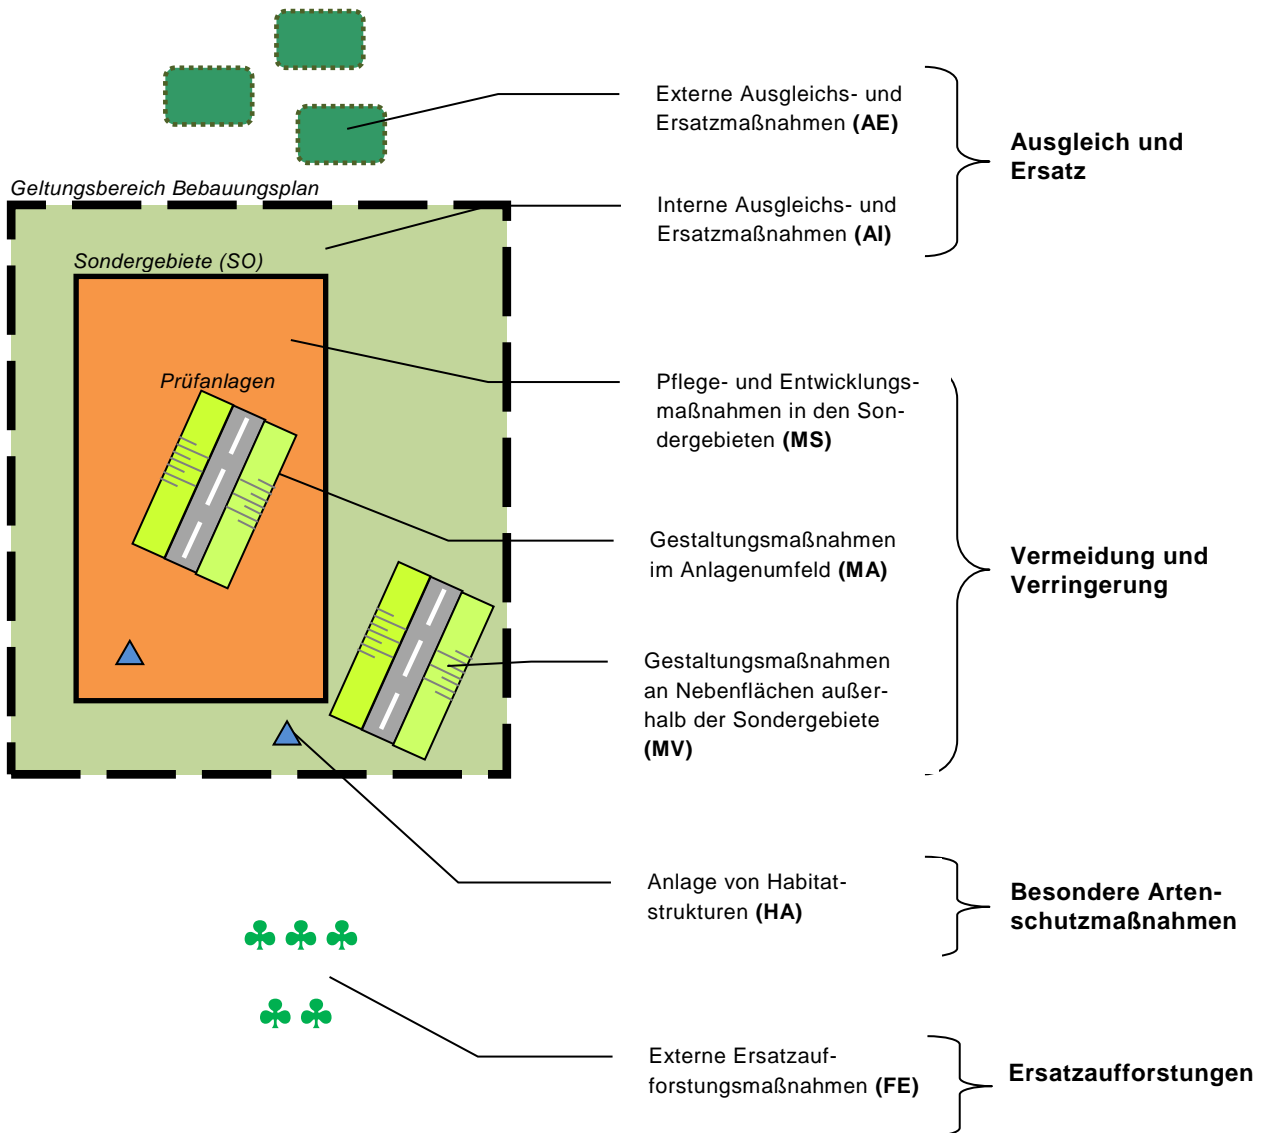 Externe Ausgleichs- und
Ersatzmaßnahmen (AE)
Ausgleich und
Ersatz
Geltungsbereich Bebauungsplan
Interne Ausgleichs- und
Ersatzmaßnahmen (AI)
Sondergebiete (SO)
Prüfanlagen
Pflege- und Entwicklungs-
maßnahmen in den Son-
dergebieten (MS)
Gestaltungsmaßnahmen
im Anlagenumfeld (MA)
Vermeidung und
Verringerung
Gestaltungsmaßnahmen
an Nebenflächen außer-
halb der Sondergebiete
(MV)
Anlage von Habitat-
strukturen (HA)
Besondere Arten-
schutzmaßnahmen
Externe Ersatzauf-
forstungsmaßnahmen (FE)
Ersatzaufforstungen